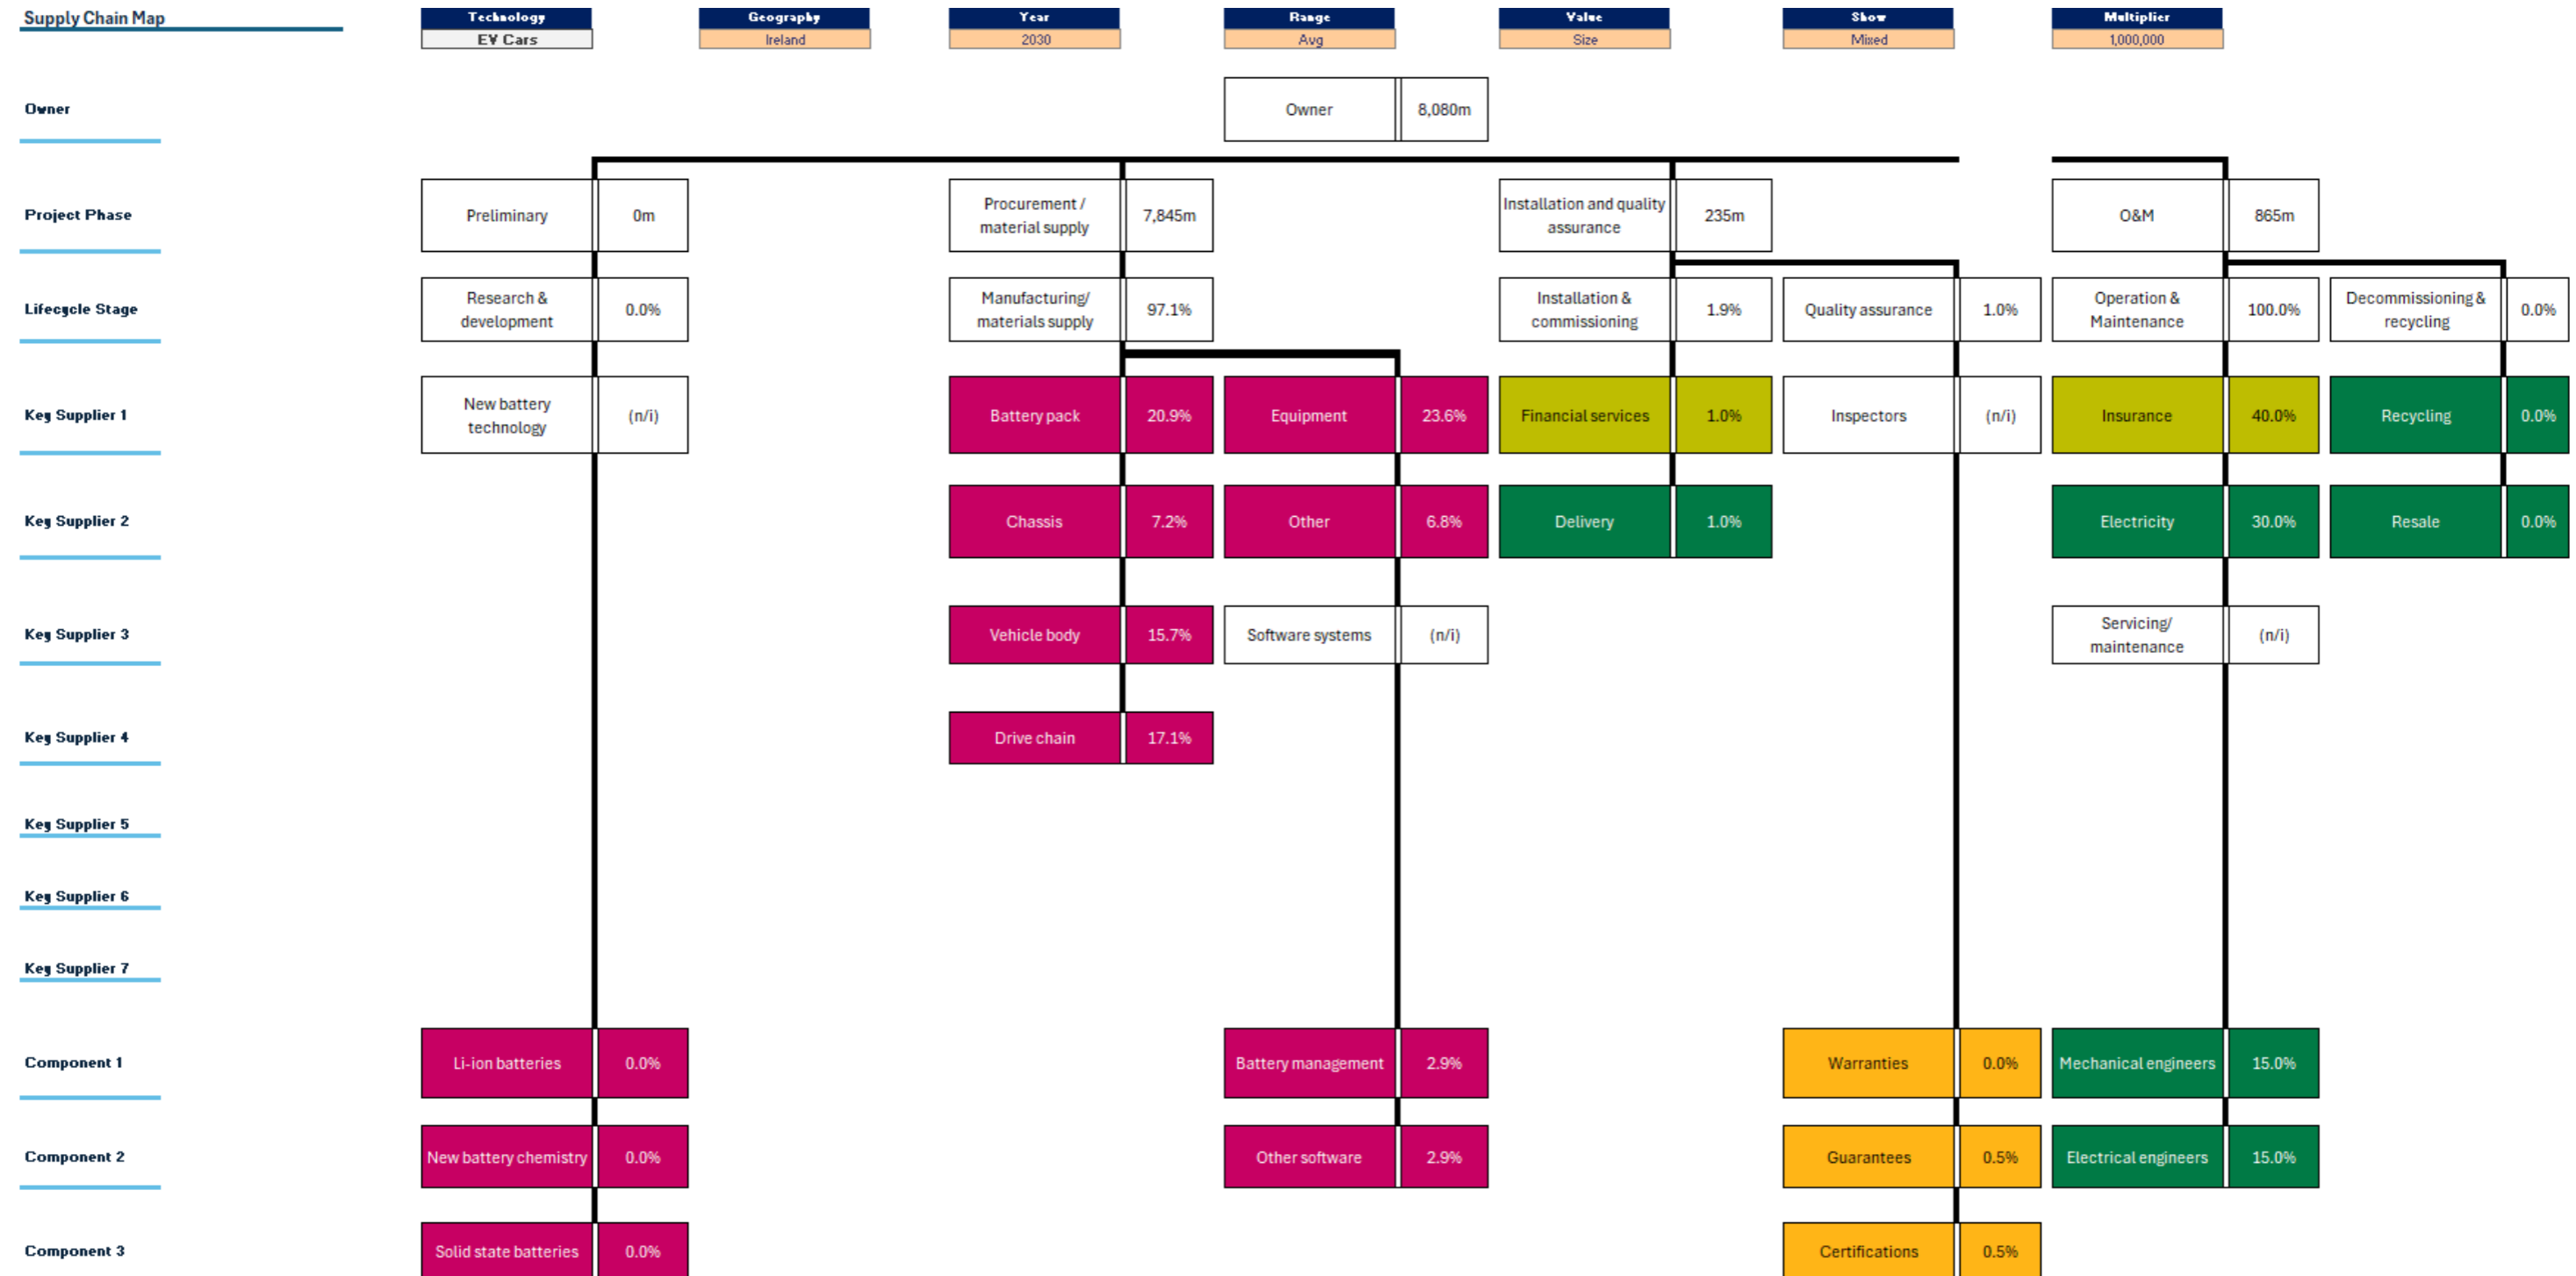 Supply Chain Map
Technology
EV Cars
Geography
Ireland
Year
2030
Range
Avg
Value
Size
Show
Mixed
Multiplier
1,000,000
Owner
Owner
8,080m
Project Phase
Preliminary
0m
Procurement /
material supply
7,845m
Installation and quality
assurance
235m
O&M
865m
Lifecycle Stage
Research &
development
0.0%
Manufacturing/
materials supply
97.1%
Installation &
commissioning
1.9%
Quality assurance
1.0%
Operation &
Maintenance
100.0%
Decommissioning &
recycling
0.0%
Key Supplier 1
New battery
technology
(n/i)
Battery pack
20.9%
Equipment
23.6%
Financial services
1.0%
Inspectors
(n/i)
Insurance
40.0%
Recycling
0.0%
Key Supplier 2
Chassis
7.2%
Other
6.8%
Delivery
1.0%
Electricity
30.0%
Resale
0.0%
Key Supplier 3
Vehicle body
15.7%
Software systems
(n/i)
Servicing/
maintenance
(n/i)
Key Supplier 4
Drive chain
17.1%
Key Supplier 5
Key Supplier 6
Key Supplier 7
Component 1
Li-ion batteries
0.0%
Battery management
2.9%
Warranties
0.0%
Mechanical engineers
15.0%
Component 2
New battery chemistry
0.0%
Other software
2.9%
Guarantees
0.5%
Electrical engineers
15.0%
Component 3
Solid state batteries
0.0%
Certifications
0.5%